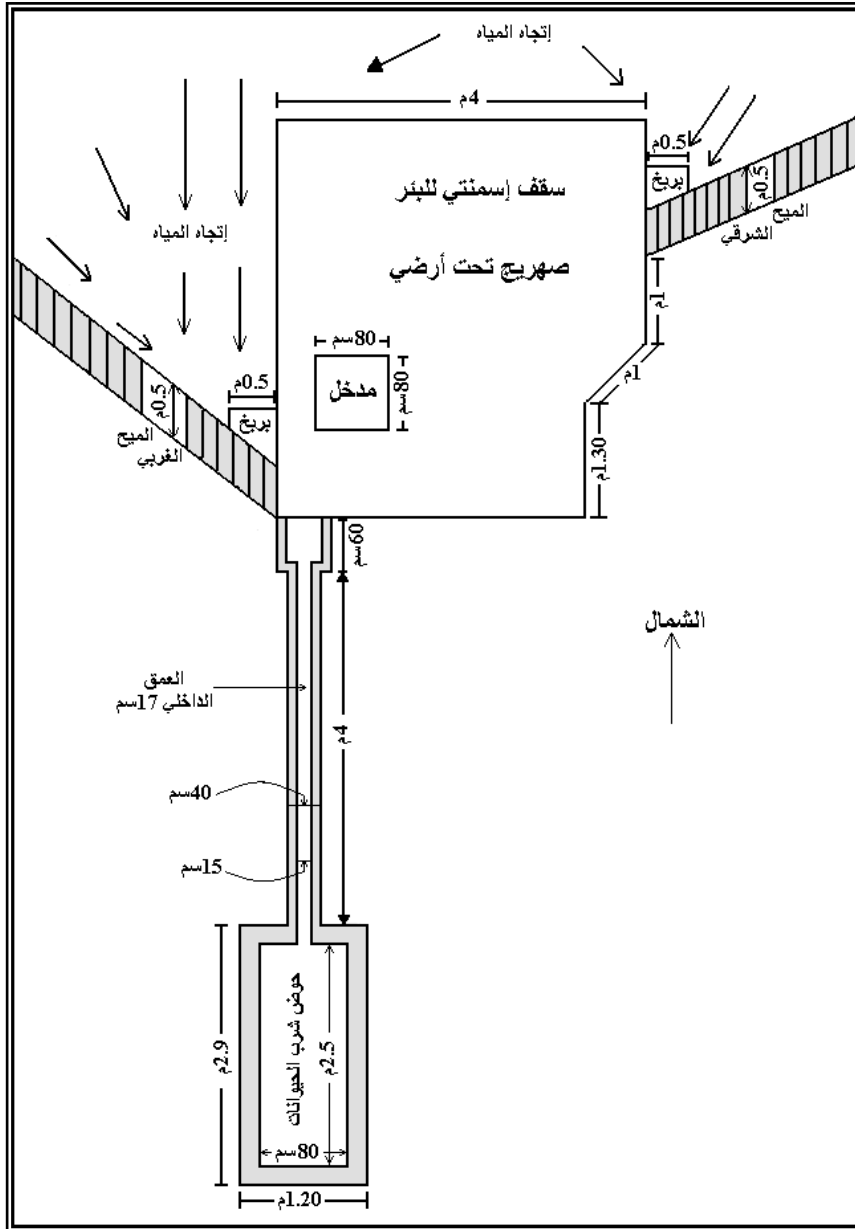 إتجاه المياه
4م
0.5م
بربخ
0.5م
الميح
الشرقي
سقف إسمنتي للبئر
صهريج تحت أرضي
إتجاه المياه
1م
1م
80سم
80سم
مدخل
0.5م
بربخ
0.5م
الميح
الغربي
1.30م
60سم
الشمال
العمق
الداخلي 17سم
4م
40سم
15سم
2.9م
حوض شرب الحيوانات
2.5م
80سم
1.20م